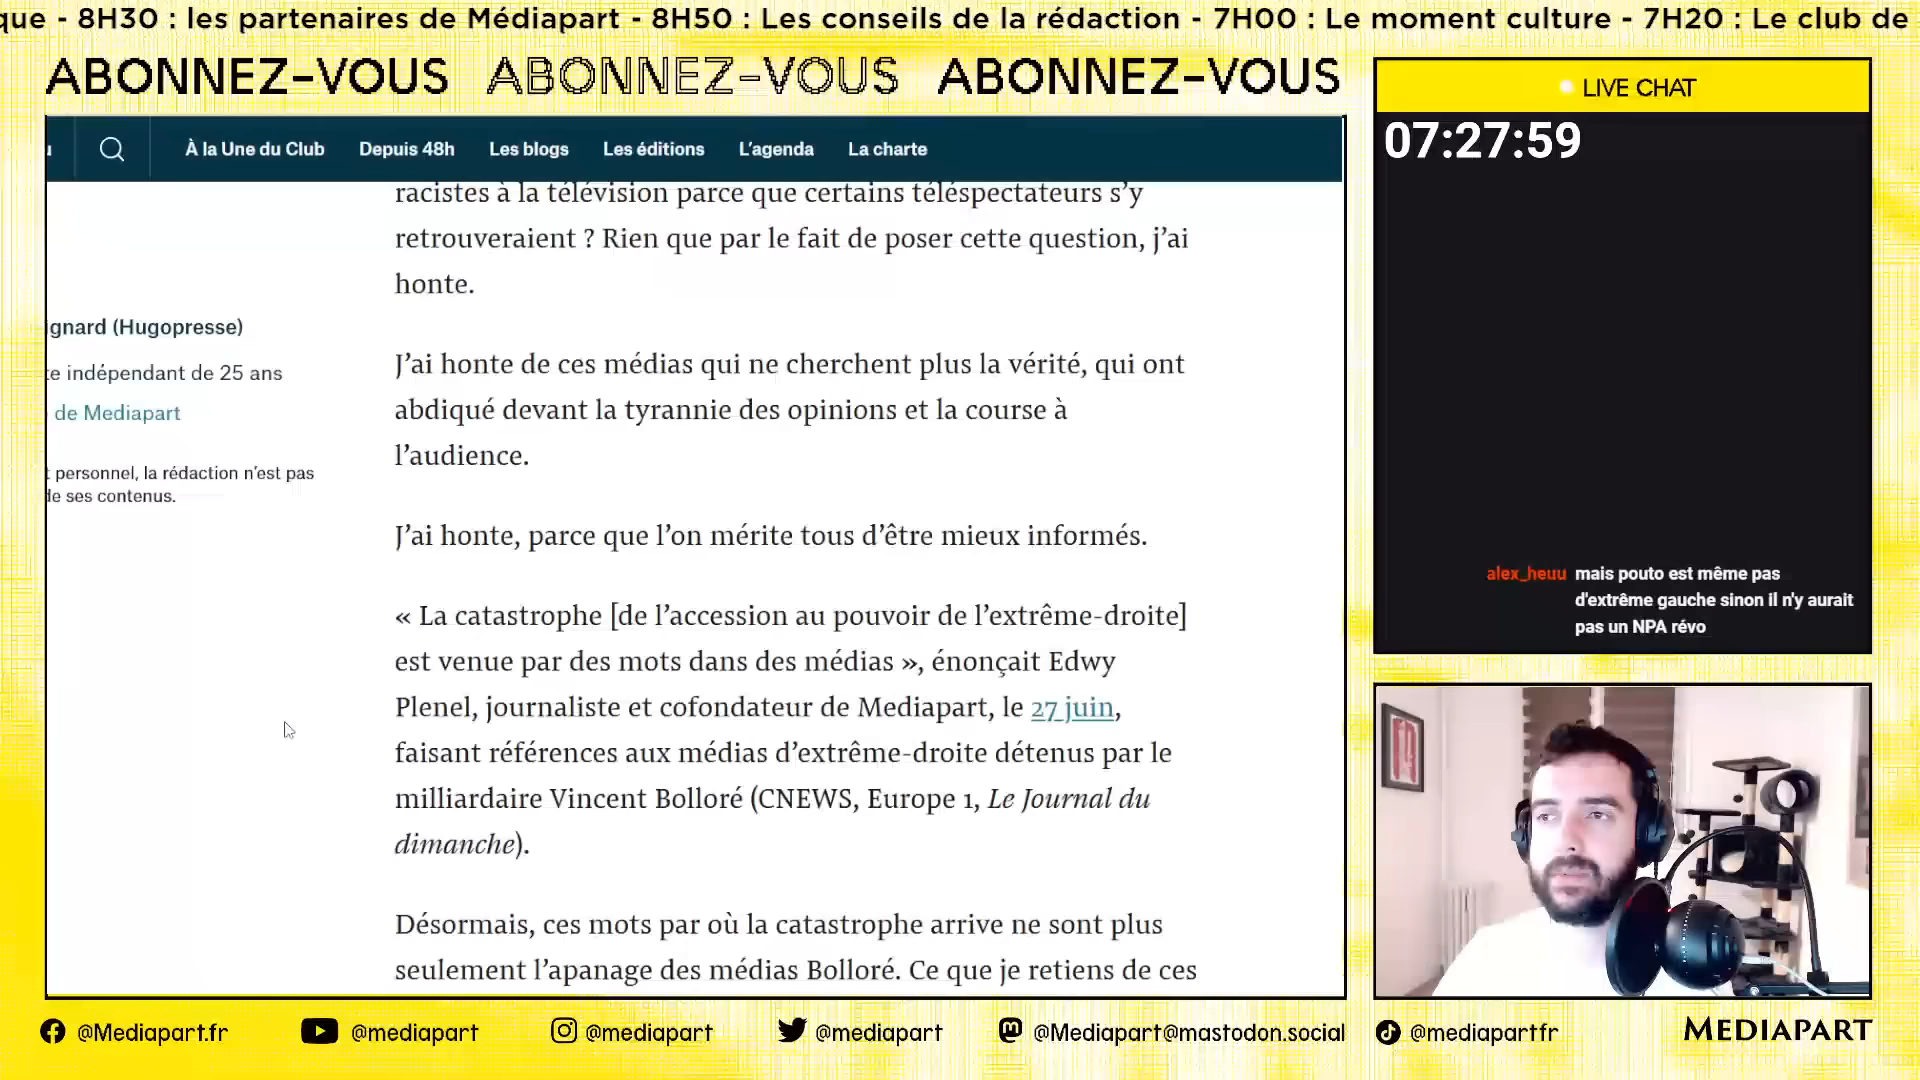 que - 8H30 : les partenaires de Médiapart - 8H50 : Les conseils de la rédaction - 7H00 : Le moment culture - 7H20 : Le club de
ABONNEZ-VOUS ABONNEZ-VOUS ABONNEZ-VOUS
LIVE CHAT
07:27:59
À la Une du Club Depuis 48h Les blogs Les éditions L'agenda La charte
racistes à la télévision parce que certains téléspectateurs s’y
retrouveraient ? Rien que par le fait de poser cette question, j’ai
honte.
ignard (Hugopresse)
te indépendant de 25 ans
de Mediapart
t personnel, la rédaction n’est pas
de ses contenus.
J’ai honte de ces médias qui ne cherchent plus la vérité, qui ont
abdiqué devant la tyrannie des opinions et la course à
l’audience.
J’ai honte, parce que l’on mérite tous d’être mieux informés.
« La catastrophe [de l’accession au pouvoir de l’extrême-droite]
est venue par des mots dans des médias », énonçait Edwy
Plenel, journaliste et cofondateur de Mediapart, le 27 juin,
faisant références aux médias d’extrême-droite détenus par le
milliardaire Vincent Bolloré (CNEWS, Europe 1, Le Journal du
dimanche).
Désormais, ces mots par où la catastrophe arrive ne sont plus
seulement l’apanage des médias Bolloré. Ce que je retiens de ces
alex_heuu mais pouto est même pas
d'extrême gauche sinon il n'y aurait
pas un NPA révo
@Mediapart.fr @mediapart @mediapart @mediapart @Mediapart@mastodon.social @mediapartfr MEDIAPART